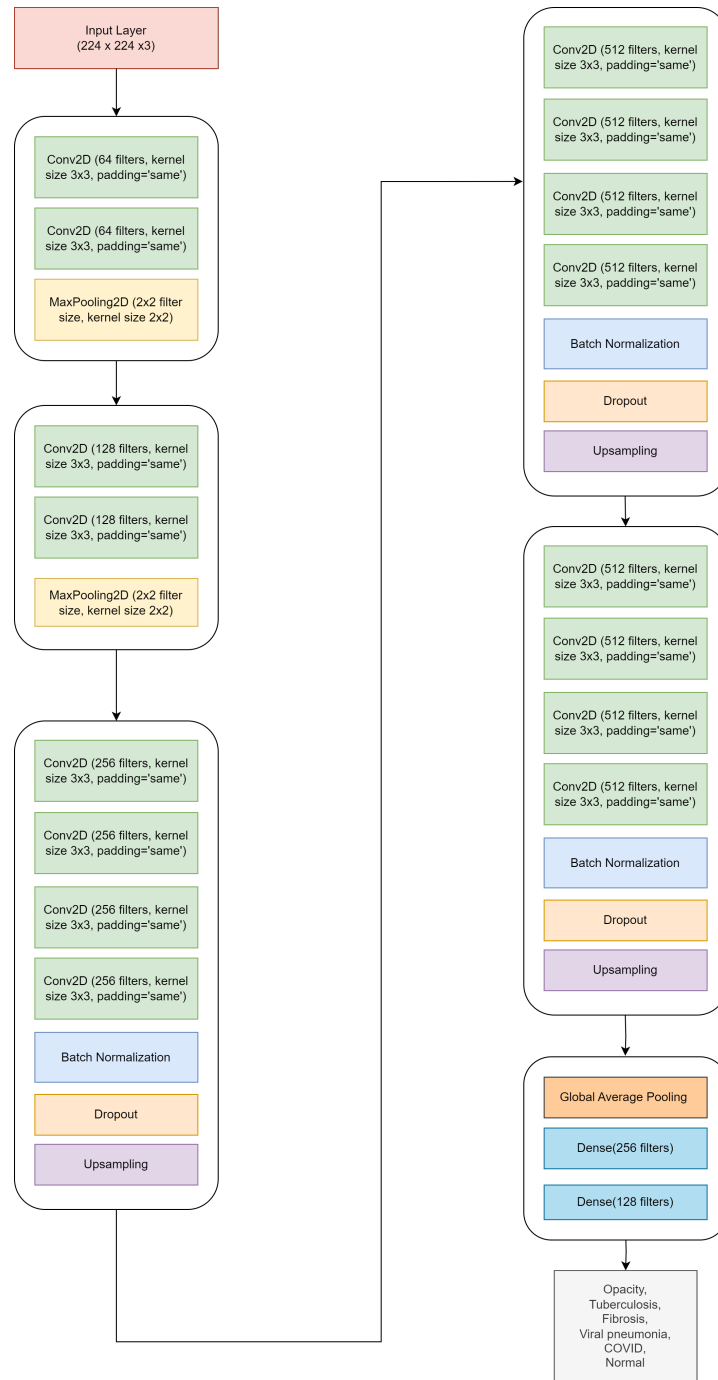 Input Layer
(224 x 224 x3)
Conv2D (64 filters, kernel
size 3x3, padding='same')
Conv2D (64 filters, kernel
size 3x3, padding='same')
MaxPooling2D (2x2 filter
size, kernel size 2x2)
Conv2D (128 filters, kernel
size 3x3, padding='same')
Conv2D (128 filters, kernel
size 3x3, padding='same')
MaxPooling2D (2x2 filter
size, kernel size 2x2)
Conv2D (256 filters, kernel
size 3x3, padding='same')
Conv2D (256 filters, kernel
size 3x3, padding='same')
Conv2D (256 filters, kernel
size 3x3, padding='same')
Conv2D (256 filters, kernel
size 3x3, padding='same')
Batch Normalization
Dropout
Upsampling
Conv2D (512 filters, kernel
size 3x3, padding='same')
Conv2D (512 filters, kernel
size 3x3, padding='same')
Conv2D (512 filters, kernel
size 3x3, padding='same')
Conv2D (512 filters, kernel
size 3x3, padding='same')
Batch Normalization
Dropout
Upsampling
Conv2D (512 filters, kernel
size 3x3, padding='same')
Conv2D (512 filters, kernel
size 3x3, padding='same')
Conv2D (512 filters, kernel
size 3x3, padding='same')
Conv2D (512 filters, kernel
size 3x3, padding='same')
Batch Normalization
Dropout
Upsampling
Global Average Pooling
Dense(256 filters)
Dense(128 filters)
Opacity,
Tuberculosis,
Fibrosis,
Viral pneumonia,
COVID,
Normal